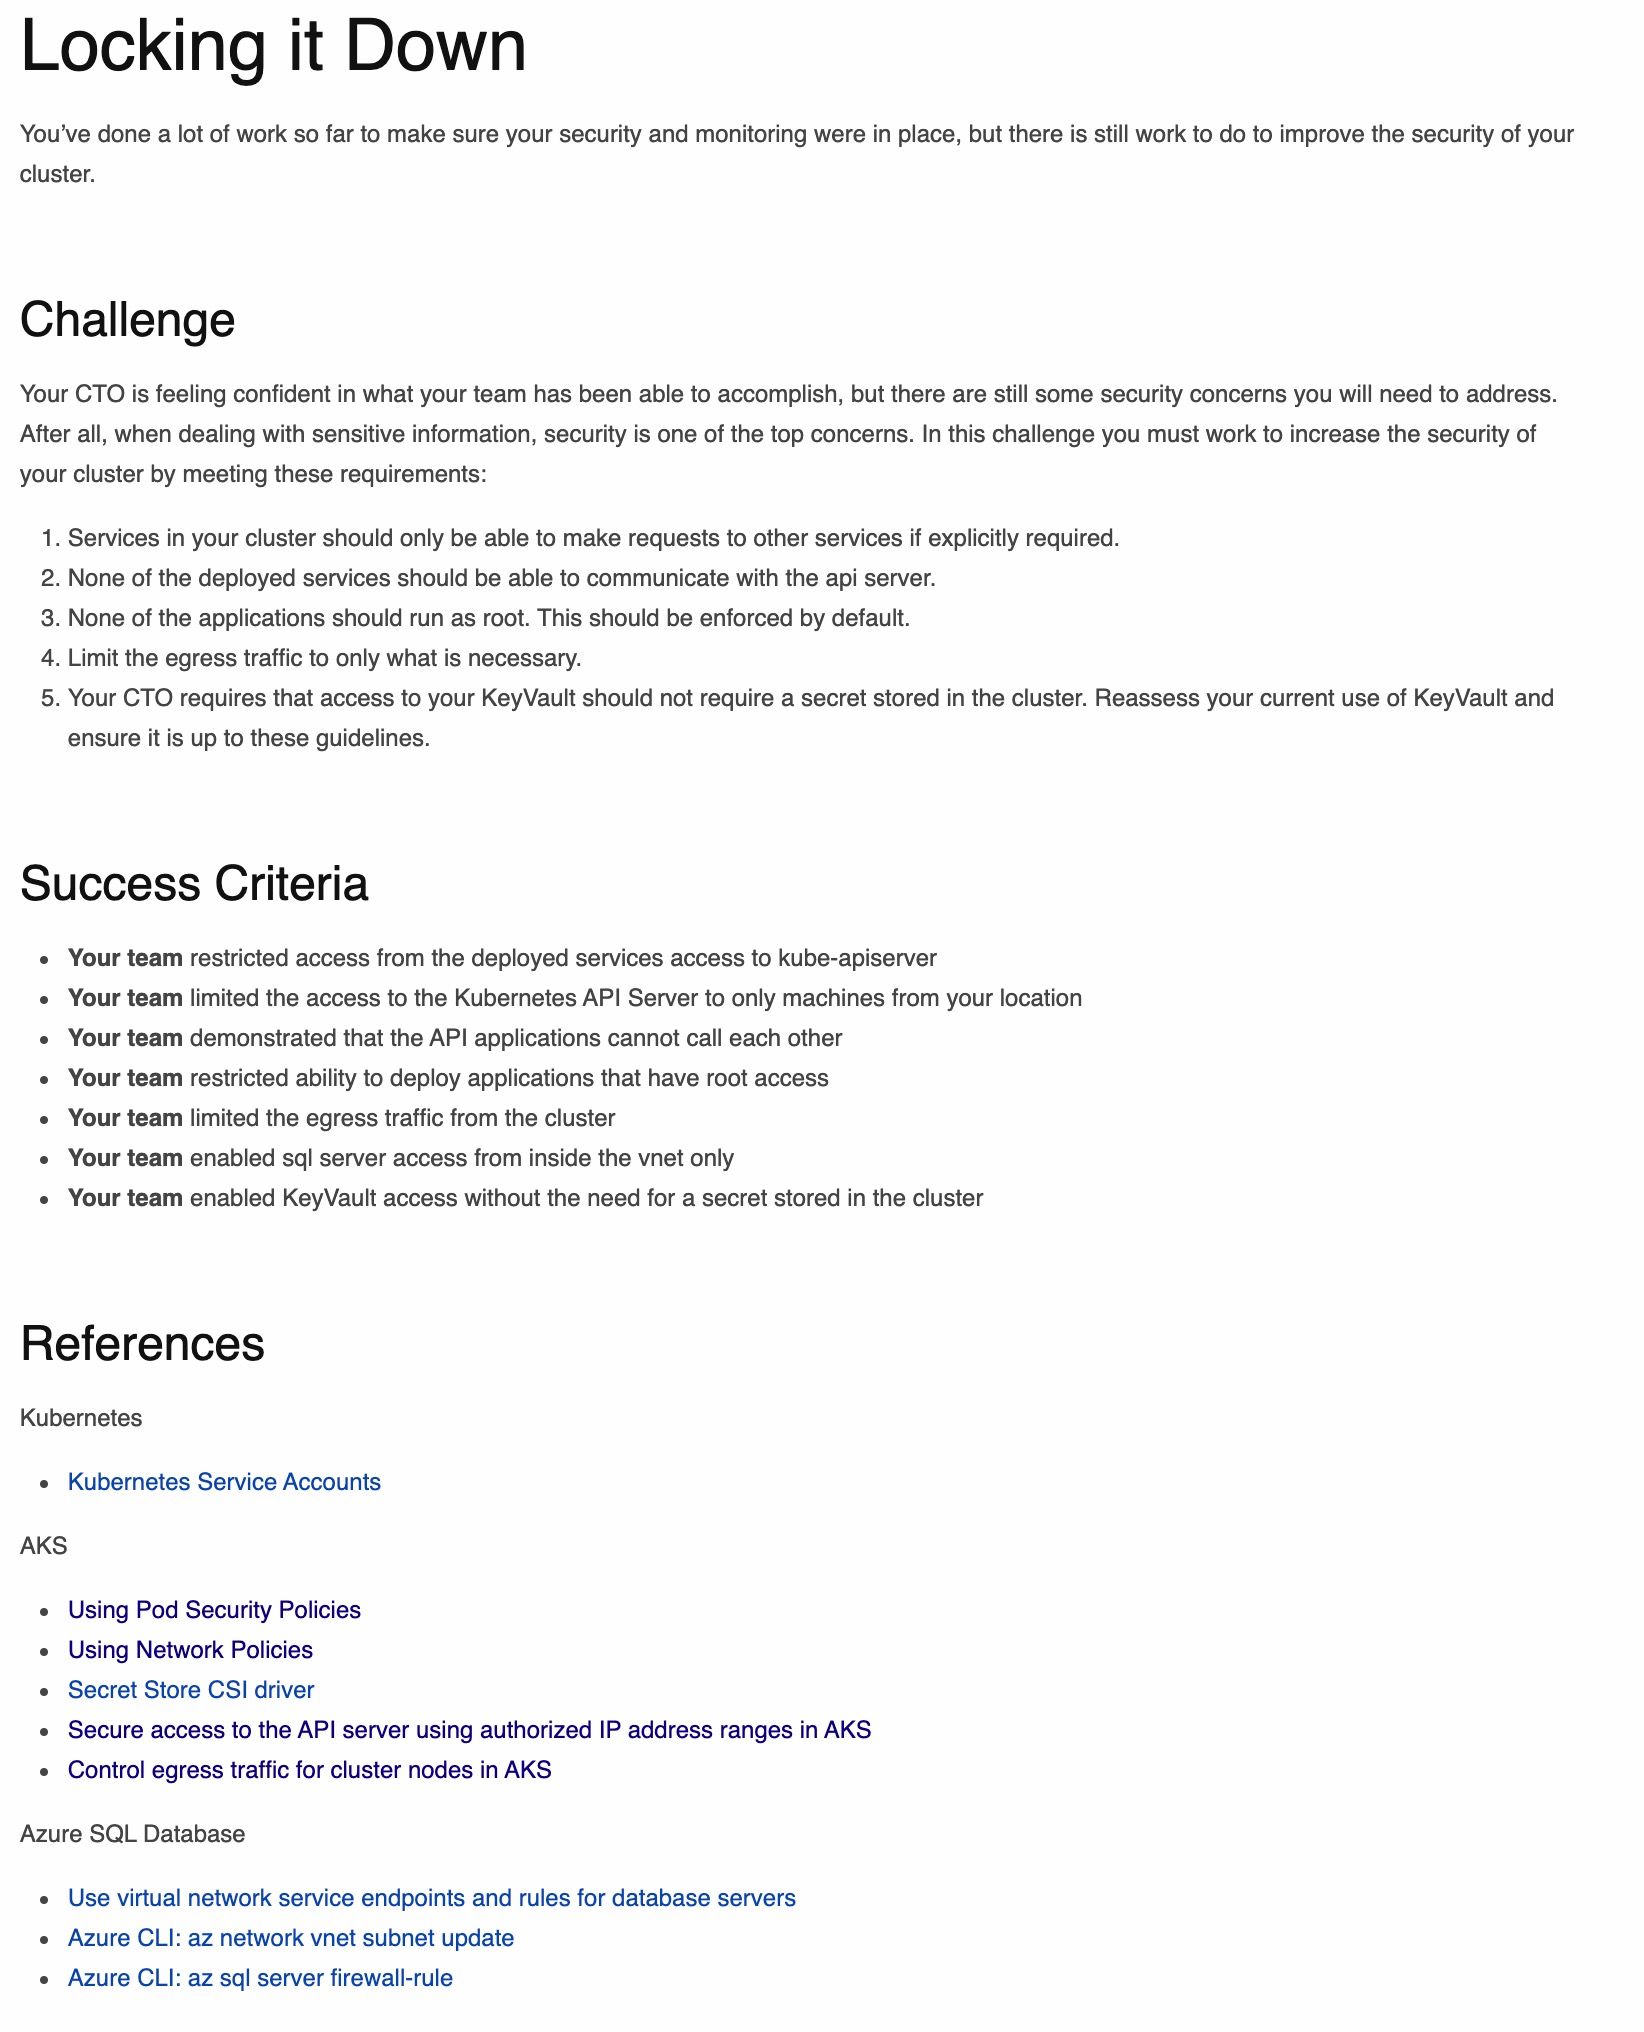 Locking it Down
You’ve done a lot of work so far to make sure your security and monitoring were in place, but there is still work to do to improve the security of your
cluster.
Challenge
Your CTO is feeling confident in what your team has been able to accomplish, but there are still some security concerns you will need to address.
After all, when dealing with sensitive information, security is one of the top concerns. In this challenge you must work to increase the security of
your cluster by meeting these requirements:
1. Services in your cluster should only be able to make requests to other services if explicitly required.
2. None of the deployed services should be able to communicate with the api server.
3. None of the applications should run as root. This should be enforced by default.
4. Limit the egress traffic to only what is necessary.
5. Your CTO requires that access to your KeyVault should not require a secret stored in the cluster. Reassess your current use of KeyVault and
ensure it is up to these guidelines.
Success Criteria
• Your team restricted access from the deployed services access to kube-apiserver
• Your team limited the access to the Kubernetes API Server to only machines from your location
• Your team demonstrated that the API applications cannot call each other
• Your team restricted ability to deploy applications that have root access
• Your team limited the egress traffic from the cluster
• Your team enabled sql server access from inside the vnet only
• Your team enabled KeyVault access without the need for a secret stored in the cluster
References
Kubernetes
• Kubernetes Service Accounts
AKS
• Using Pod Security Policies
• Using Network Policies
• Secret Store CSI driver
• Secure access to the API server using authorized IP address ranges in AKS
• Control egress traffic for cluster nodes in AKS
Azure SQL Database
• Use virtual network service endpoints and rules for database servers
• Azure CLI: az network vnet subnet update
• Azure CLI: az sql server firewall-rule